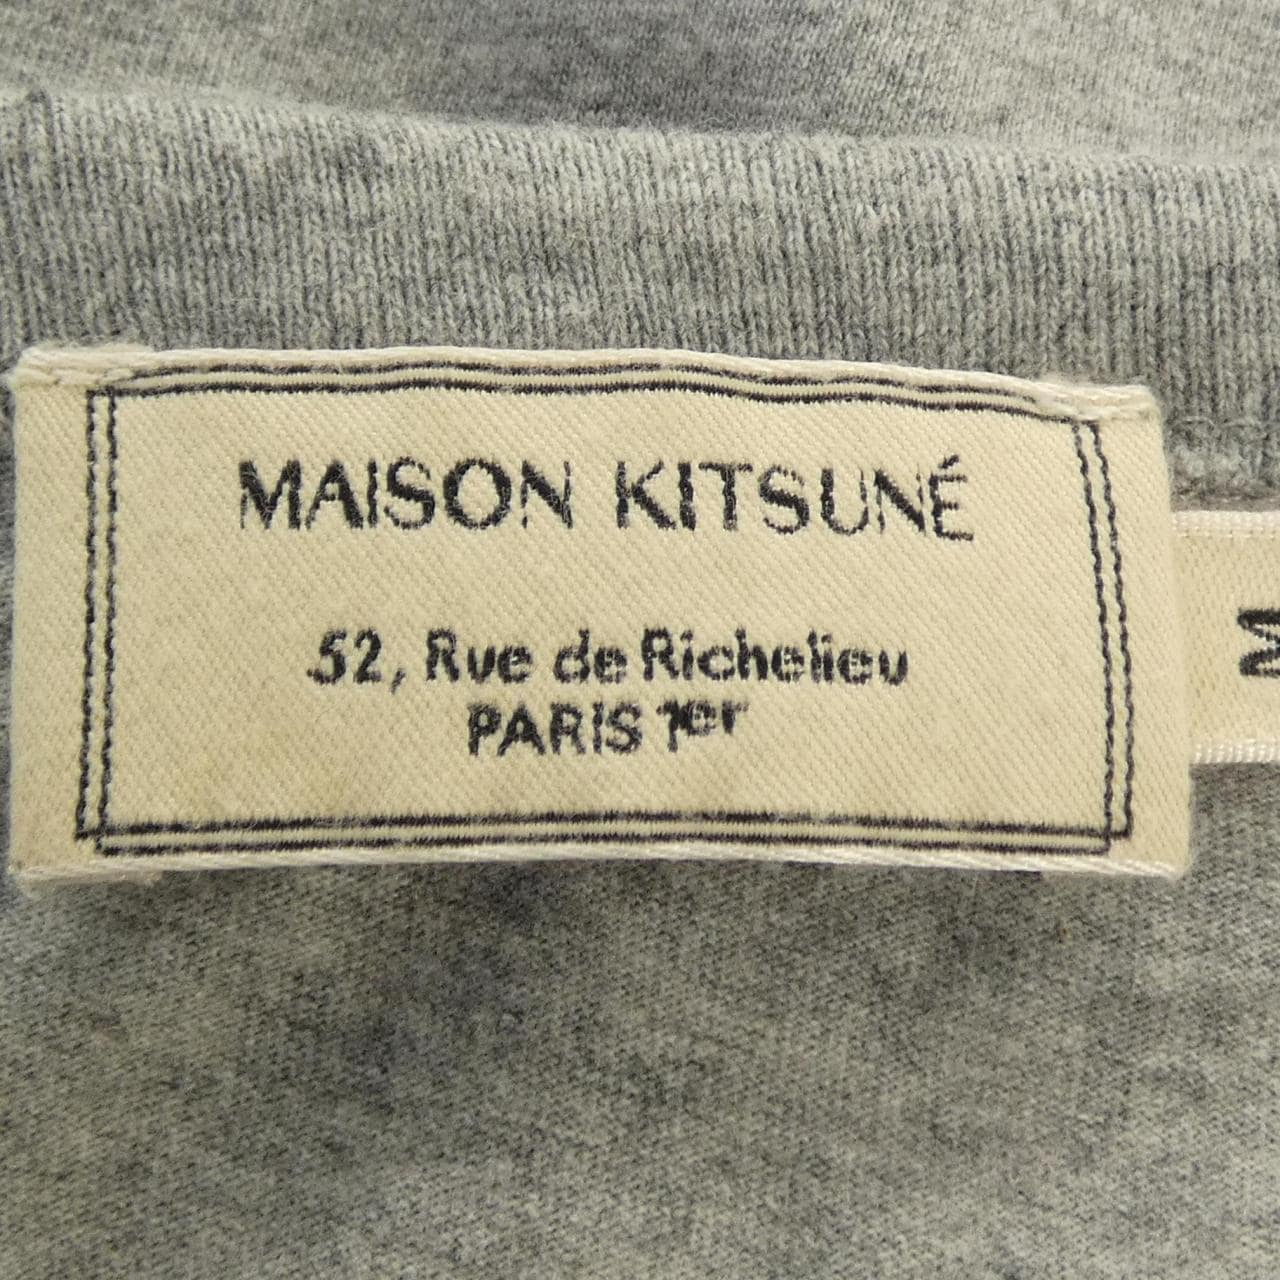 MAISON KITSUNÉ
52, Rue de Richelieu
PARIS 1er
M